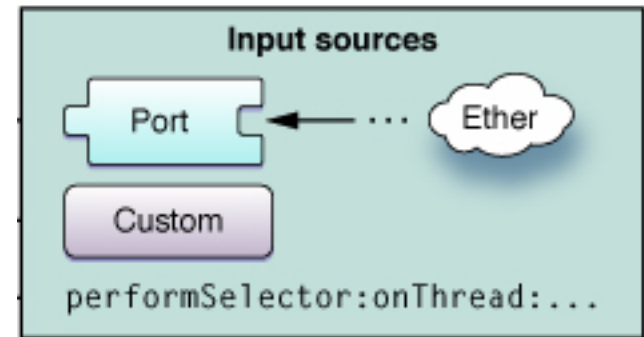 Input sources
Port
... Ether
Custom
performSelector:onThread:...